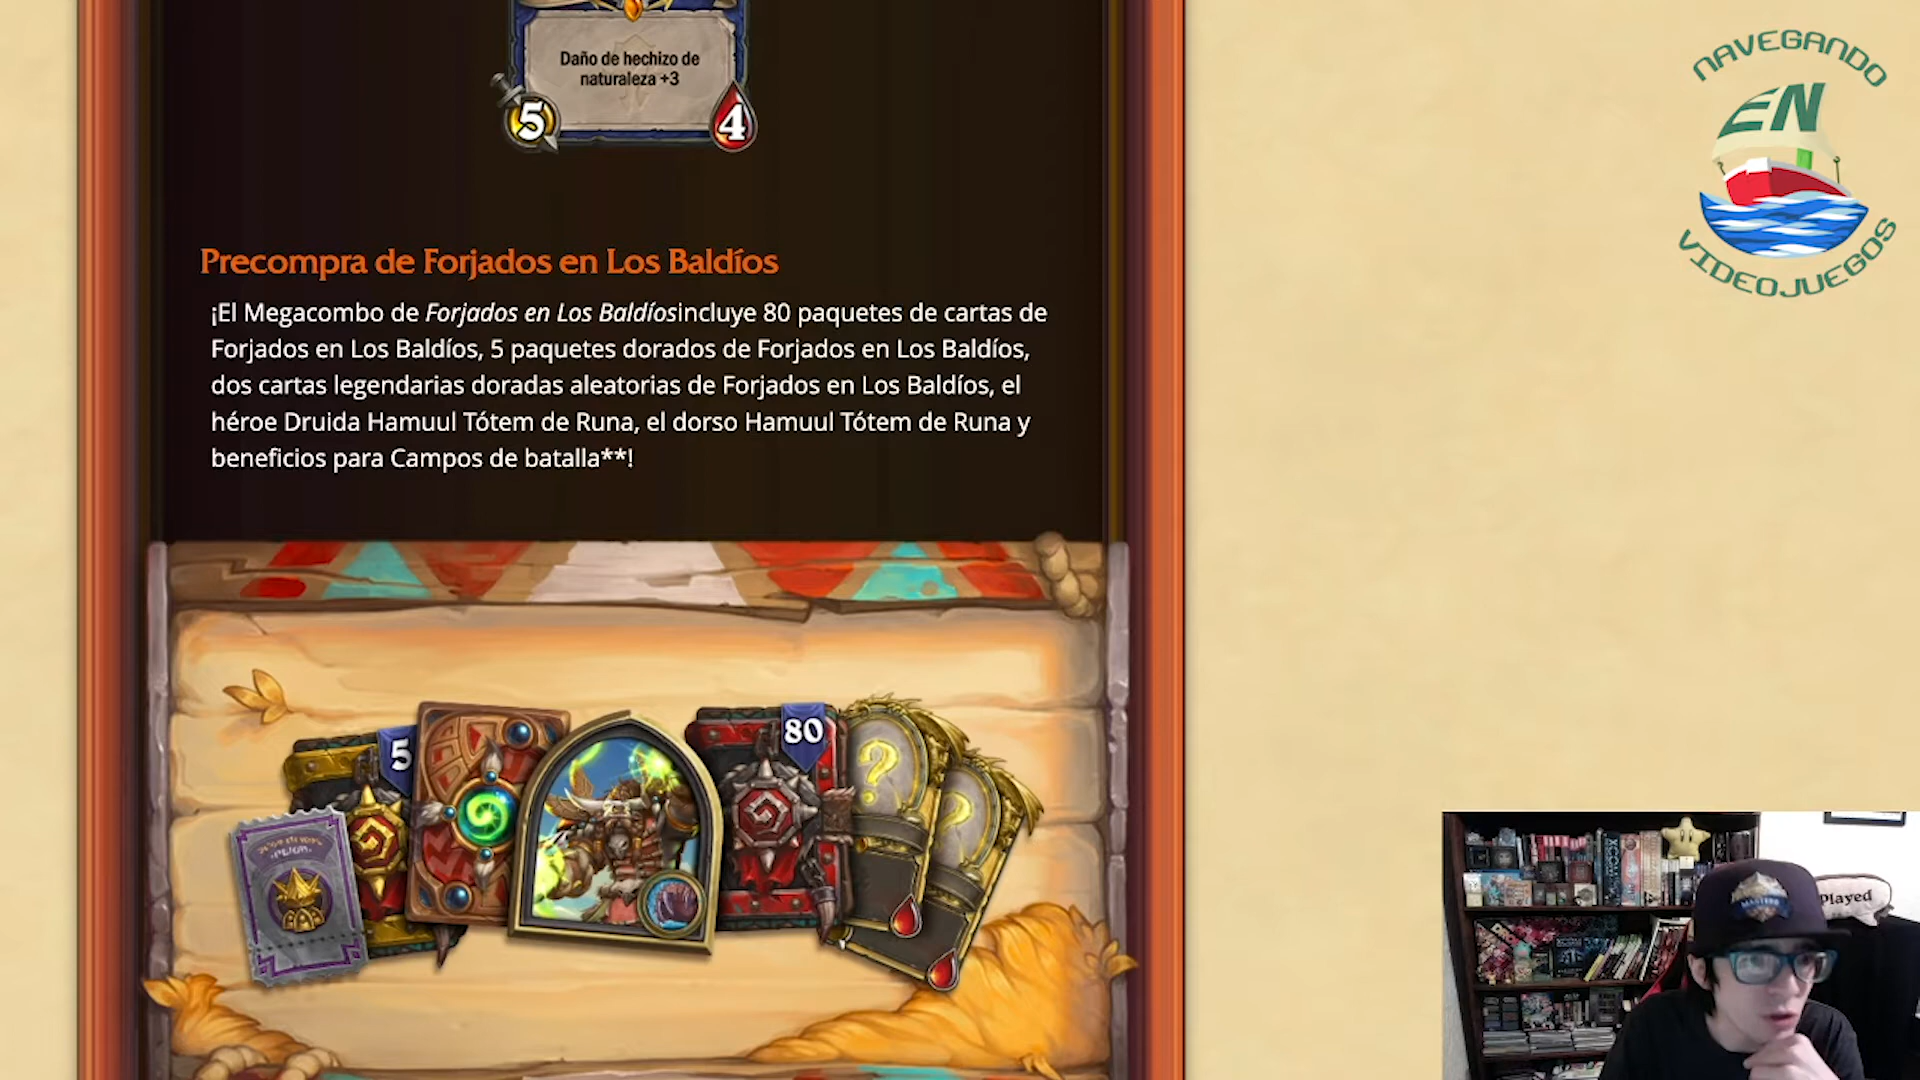 Daño de hechizo de
naturaleza +3
5
4
NAVEGANDO
EN
VIDEOJUEGOS
Precompra de Forjados en Los Baldíos
¡El Megacombo de Forjados en Los Baldíosincluye 80 paquetes de cartas de
Forjados en Los Baldíos, 5 paquetes dorados de Forjados en Los Baldíos,
dos cartas legendarias doradas aleatorias de Forjados en Los Baldíos, el
héroe Druida Hamuul Tótem de Runa, el dorso Hamuul Tótem de Runa y
beneficios para Campos de batalla**!
5
80
?
?
Played
MASTERS